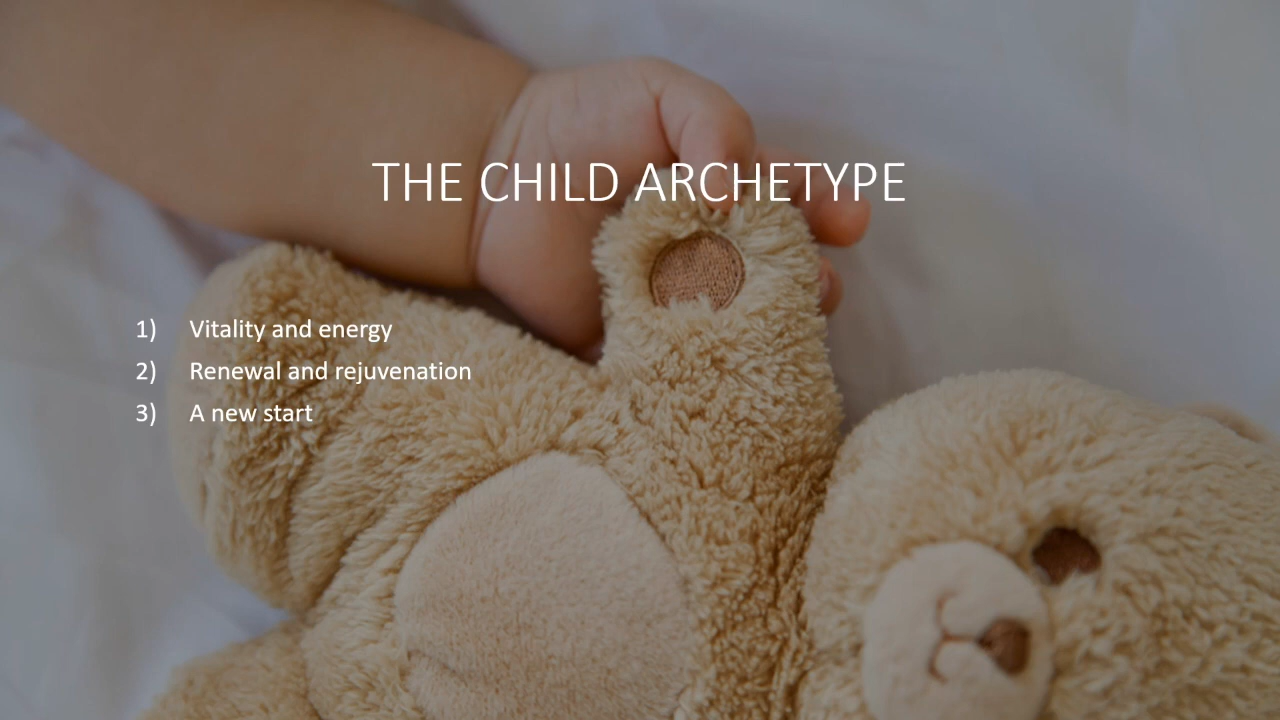 THE CHILD ARCHETYPE
1) Vitality and energy
2) Renewal and rejuvenation
3) A new start